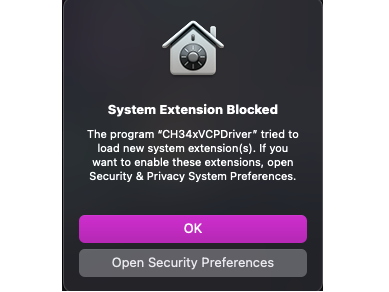 System Extension Blocked
The program “CH34xVCPDriver” tried to
load new system extension(s). If you
want to enable these extensions, open
Security & Privacy System Preferences.
OK
Open Security Preferences